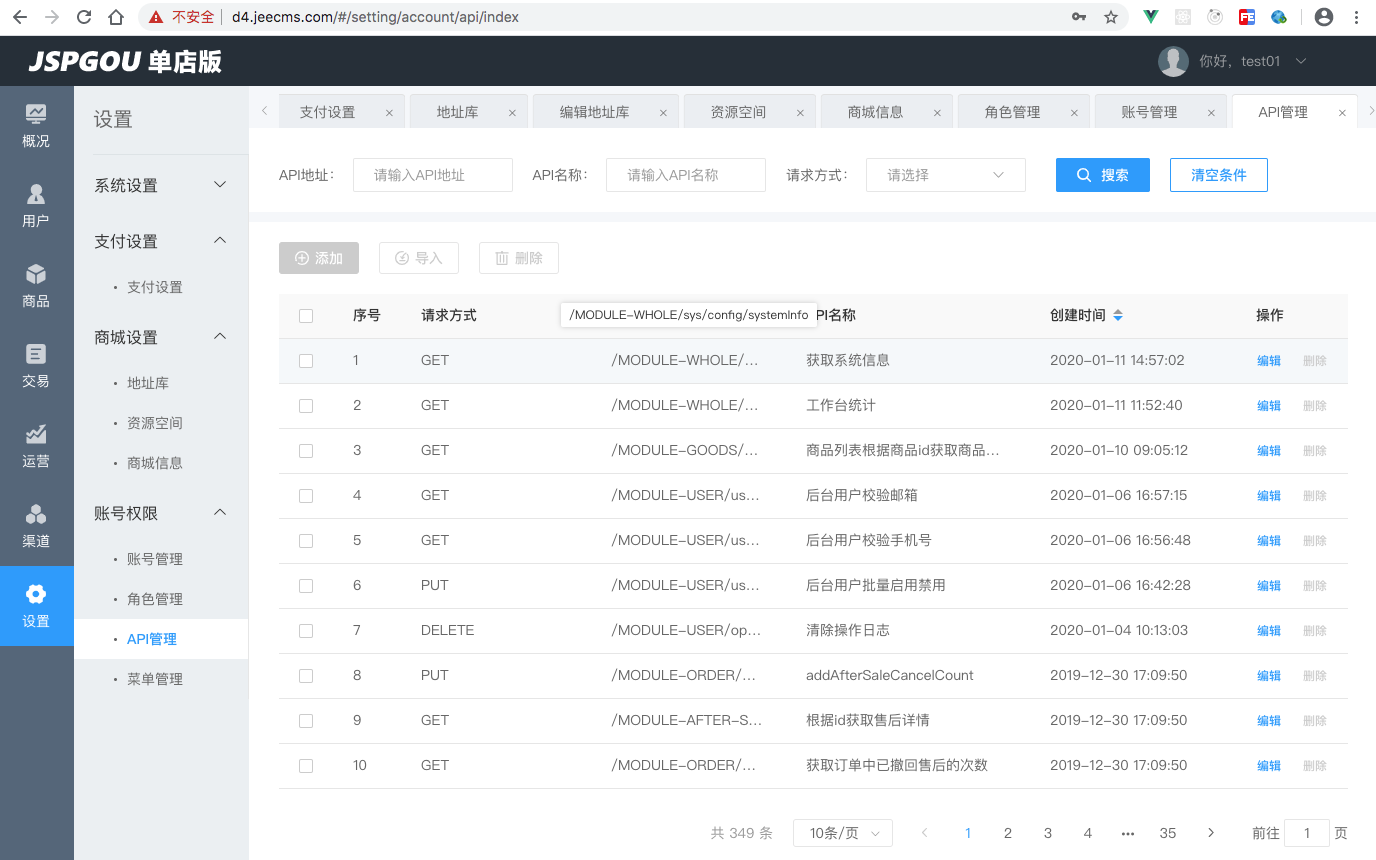 不安全 d4.jeecms.com/#/setting/account/api/index
JSPGOU 单店版 你好，test01
概况
用户
商品
交易
运营
渠道
设置
设置
系统设置
支付设置
· 支付设置
商城设置
· 地址库
· 资源空间
· 商城信息
账号权限
· 账号管理
· 角色管理
· API管理
· 菜单管理
支付设置 × 地址库 × 编辑地址库 × 资源空间 × 商城信息 × 角色管理 × 账号管理 × API管理 ×
API地址： 请输入API地址 API名称： 请输入API名称 请求方式： 请选择 搜索 清空条件
添加 导入 删除
序号 请求方式 /MODULE-WHOLE/sys/config/systemInfo PI名称 创建时间 操作
1 GET /MODULE-WHOLE/... 获取系统信息 2020-01-11 14:57:02 编辑 删除
2 GET /MODULE-WHOLE/... 工作台统计 2020-01-11 11:52:40 编辑 删除
3 GET /MODULE-GOODS/... 商品列表根据商品id获取商品... 2020-01-10 09:05:12 编辑 删除
4 GET /MODULE-USER/us... 后台用户校验邮箱 2020-01-06 16:57:15 编辑 删除
5 GET /MODULE-USER/us... 后台用户校验手机号 2020-01-06 16:56:48 编辑 删除
6 PUT /MODULE-USER/us... 后台用户批量启用禁用 2020-01-06 16:42:28 编辑 删除
7 DELETE /MODULE-USER/op... 清除操作日志 2020-01-04 10:13:03 编辑 删除
8 PUT /MODULE-ORDER/... addAfterSaleCancelCount 2019-12-30 17:09:50 编辑 删除
9 GET /MODULE-AFTER-S... 根据id获取售后详情 2019-12-30 17:09:50 编辑 删除
10 GET /MODULE-ORDER/... 获取订单中已撤回售后的次数 2019-12-30 17:09:50 编辑 删除
共 349 条 10条/页 1 2 3 4 ... 35 前往 1 页